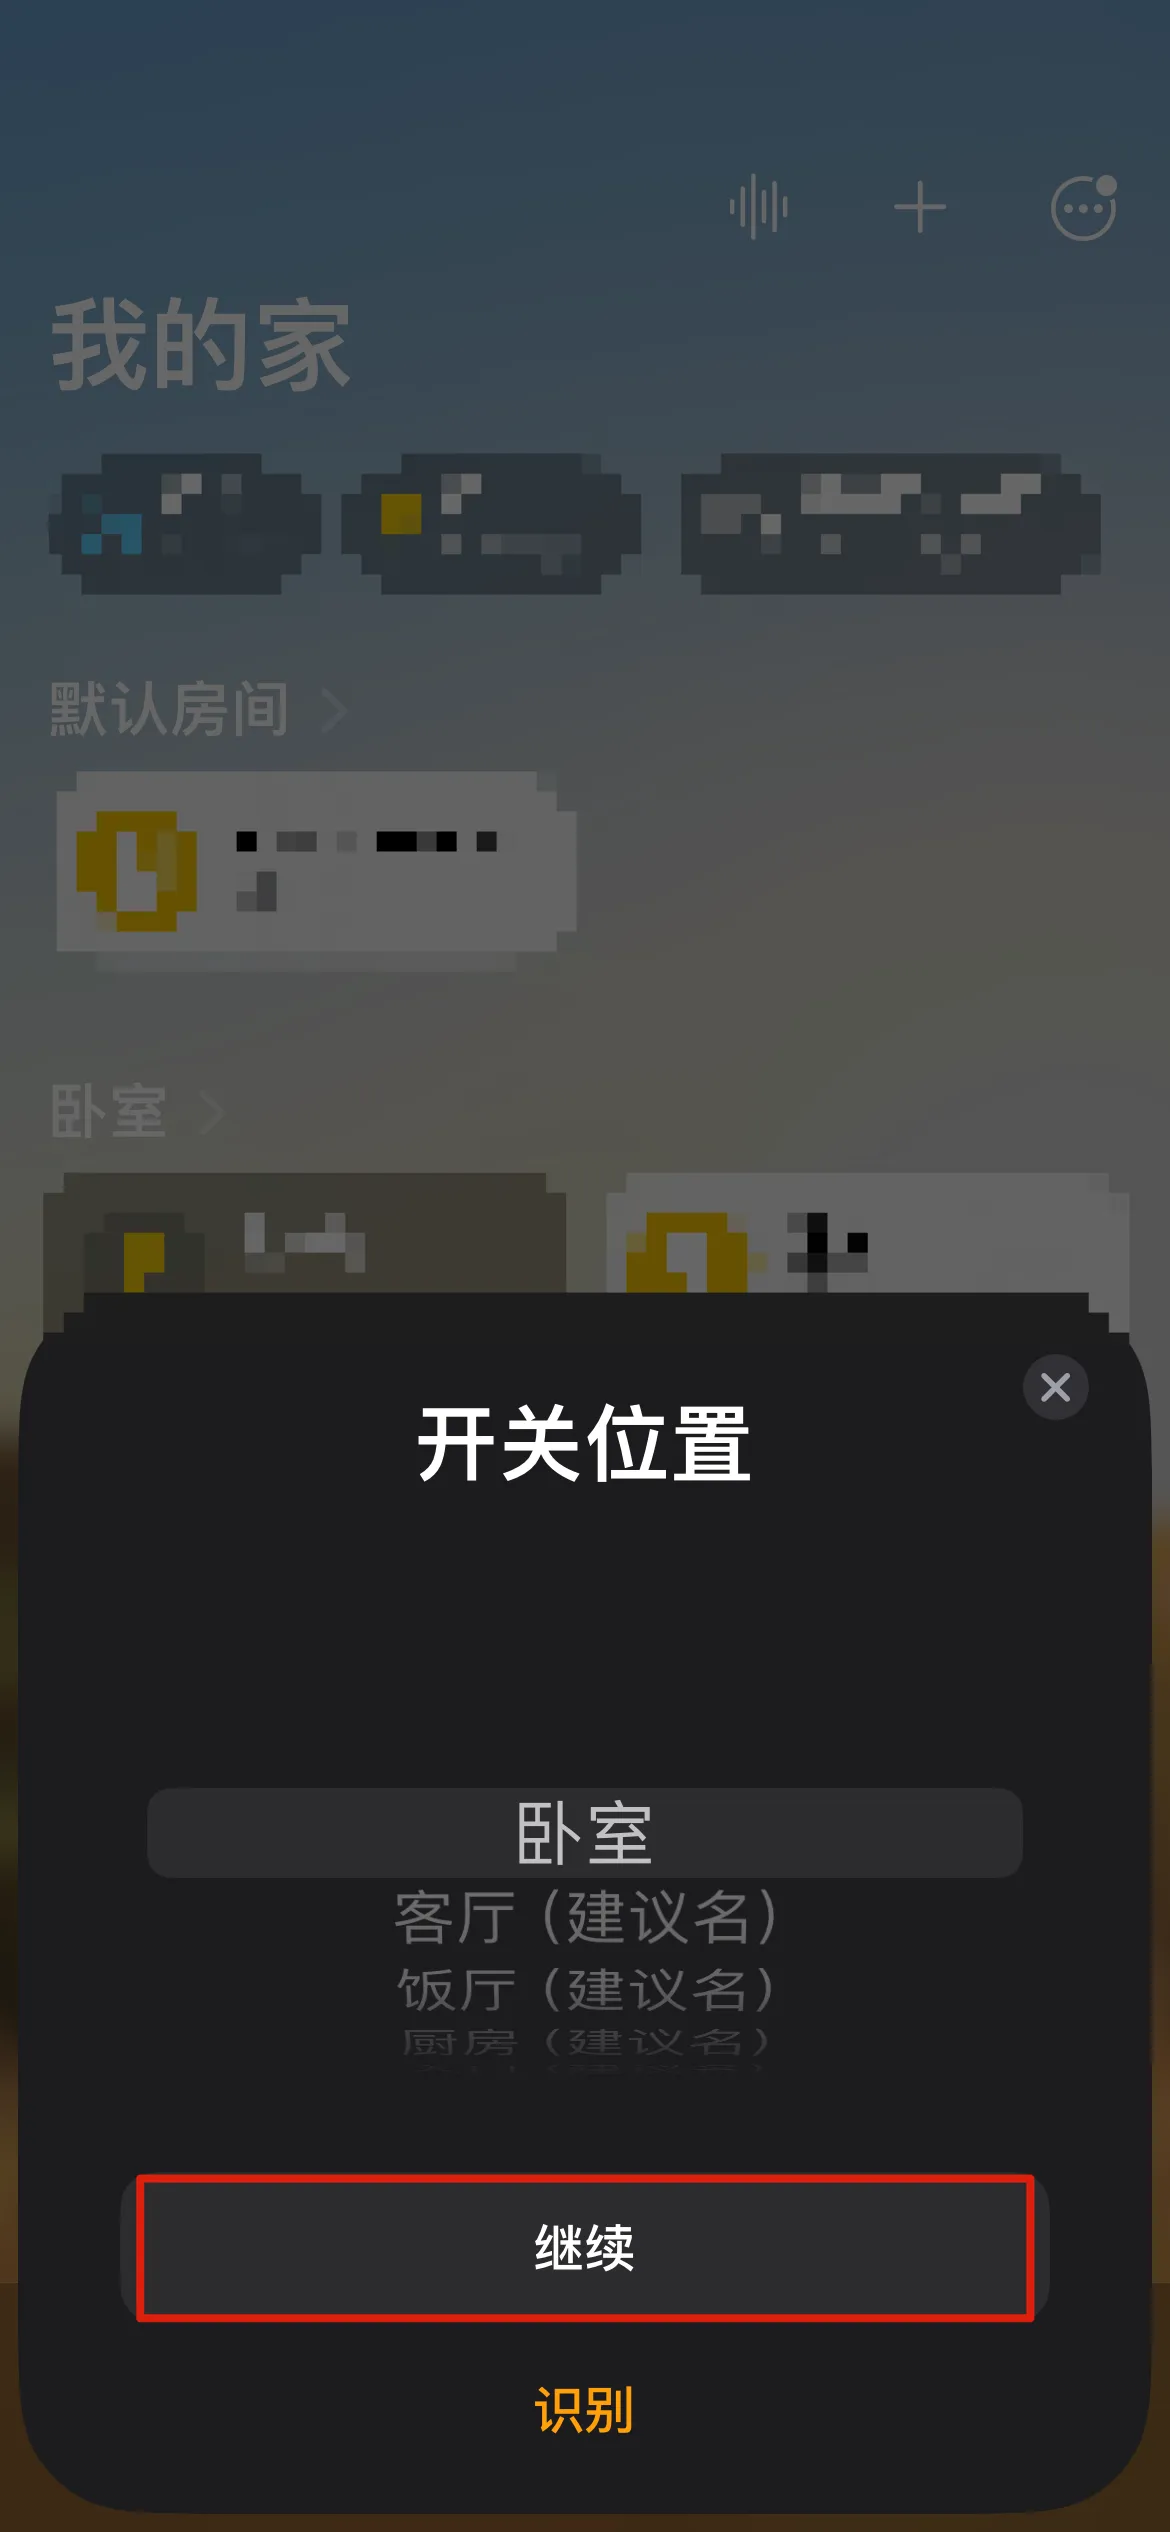 我的家
默认房间
卧室
开关位置
卧室
客厅（建议名）
饭厅（建议名）
厨房（建议名）
继续
识别